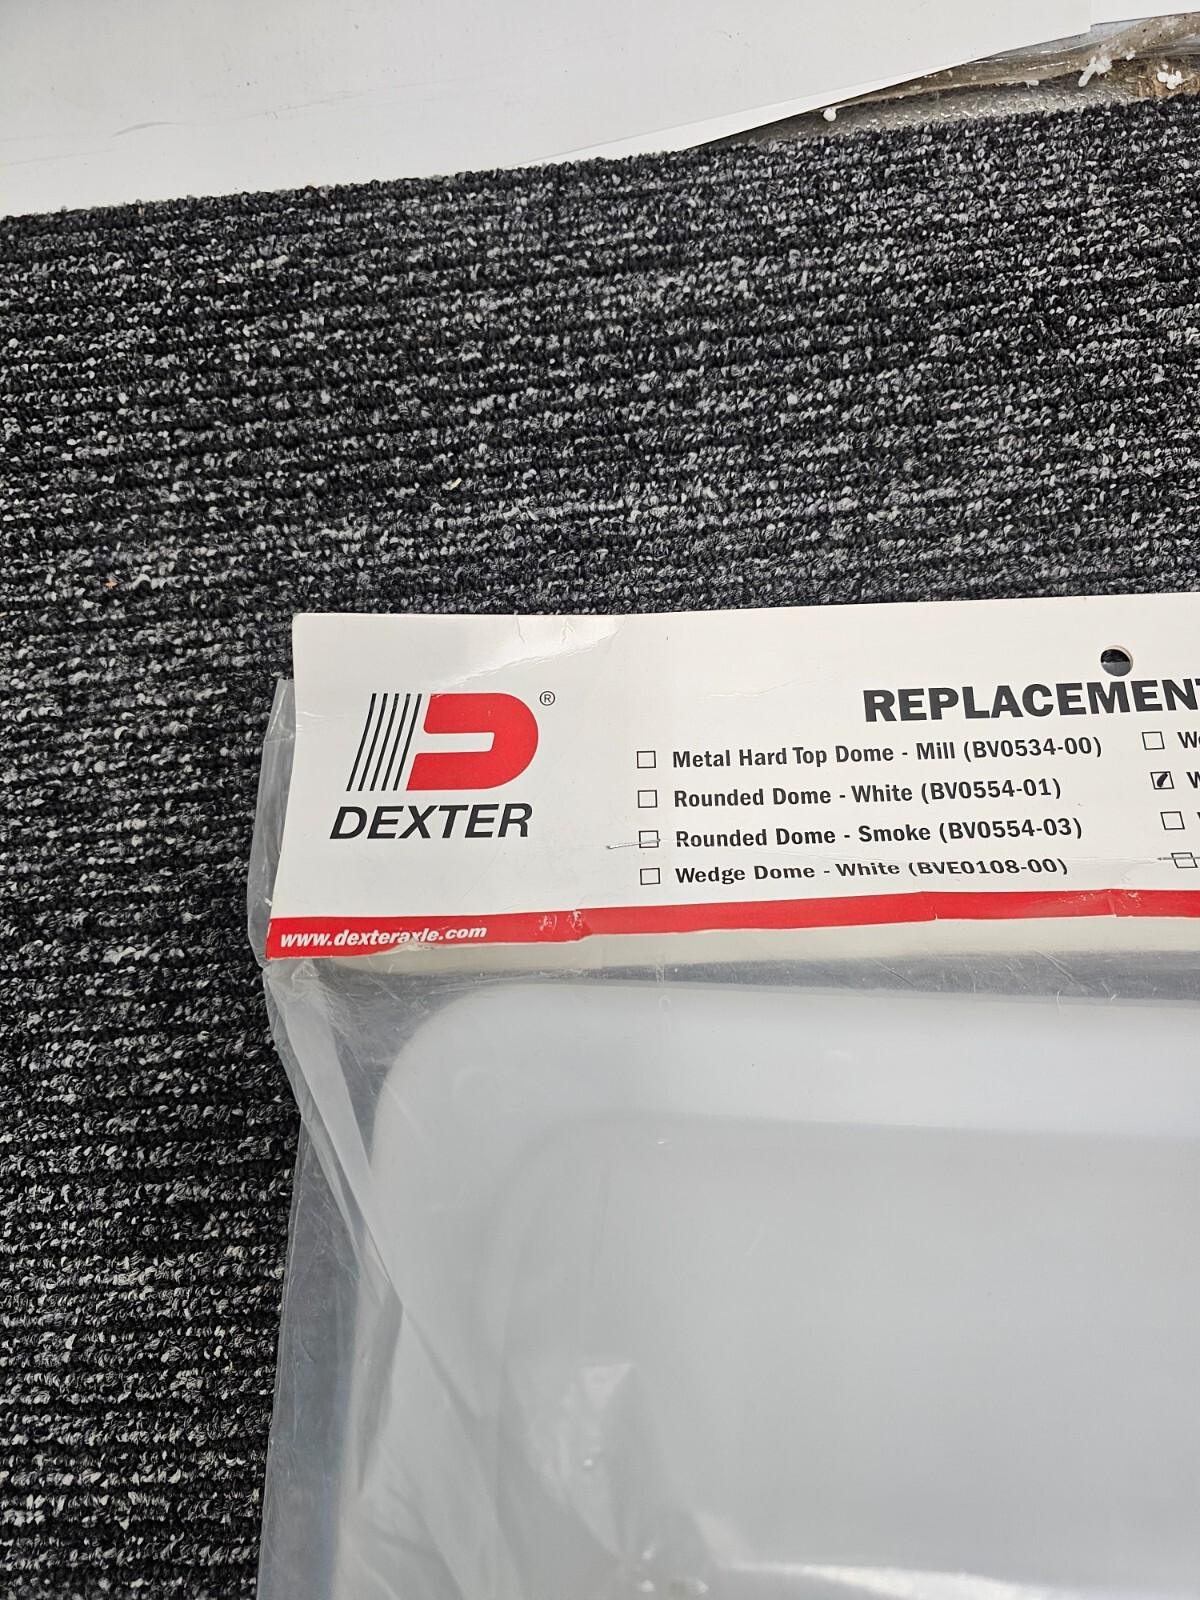 ®
DEXTER
REPLACEMENT
Metal Hard Top Dome - Mill (BV0534-00)
Rounded Dome - White (BV0554-01)
Rounded Dome - Smoke (BV0554-03)
Wedge Dome - White (BVE0108-00)
www.dexteraxle.com